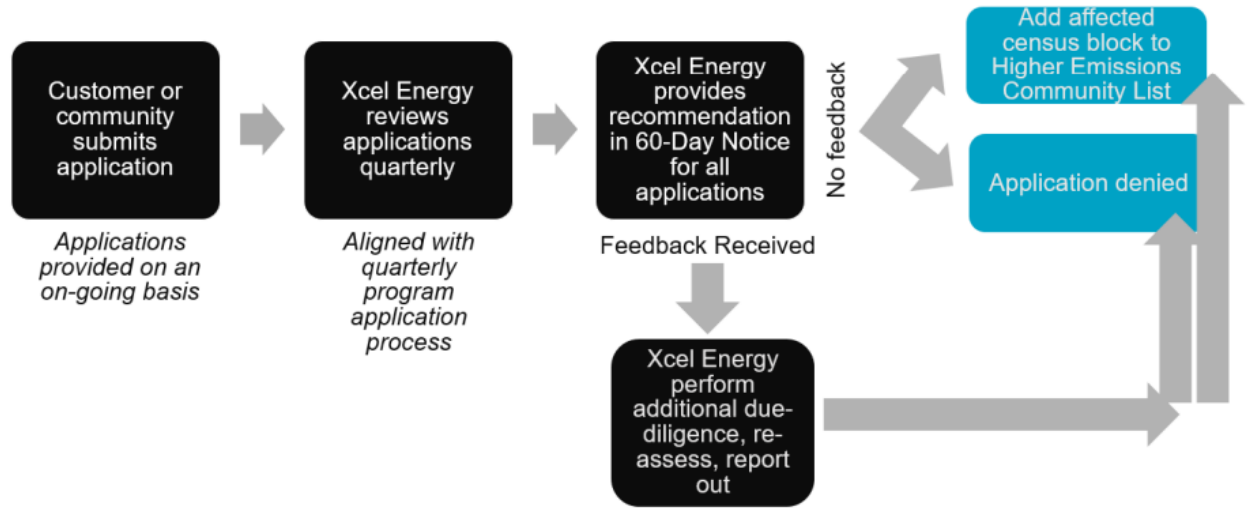 Customer or
community
submits
application
Applications
provided on an
on-going basis
Xcel Energy
reviews
applications
quarterly
Aligned with
quarterly
program
application
process
Xcel Energy
provides
recommendation
in 60-Day Notice
for all
applications
No feedback
Feedback Received
Xcel Energy
perform
additional due-
diligence, re-
assess, report
out
Add affected
census block to
Higher Emissions
Community List
Application denied